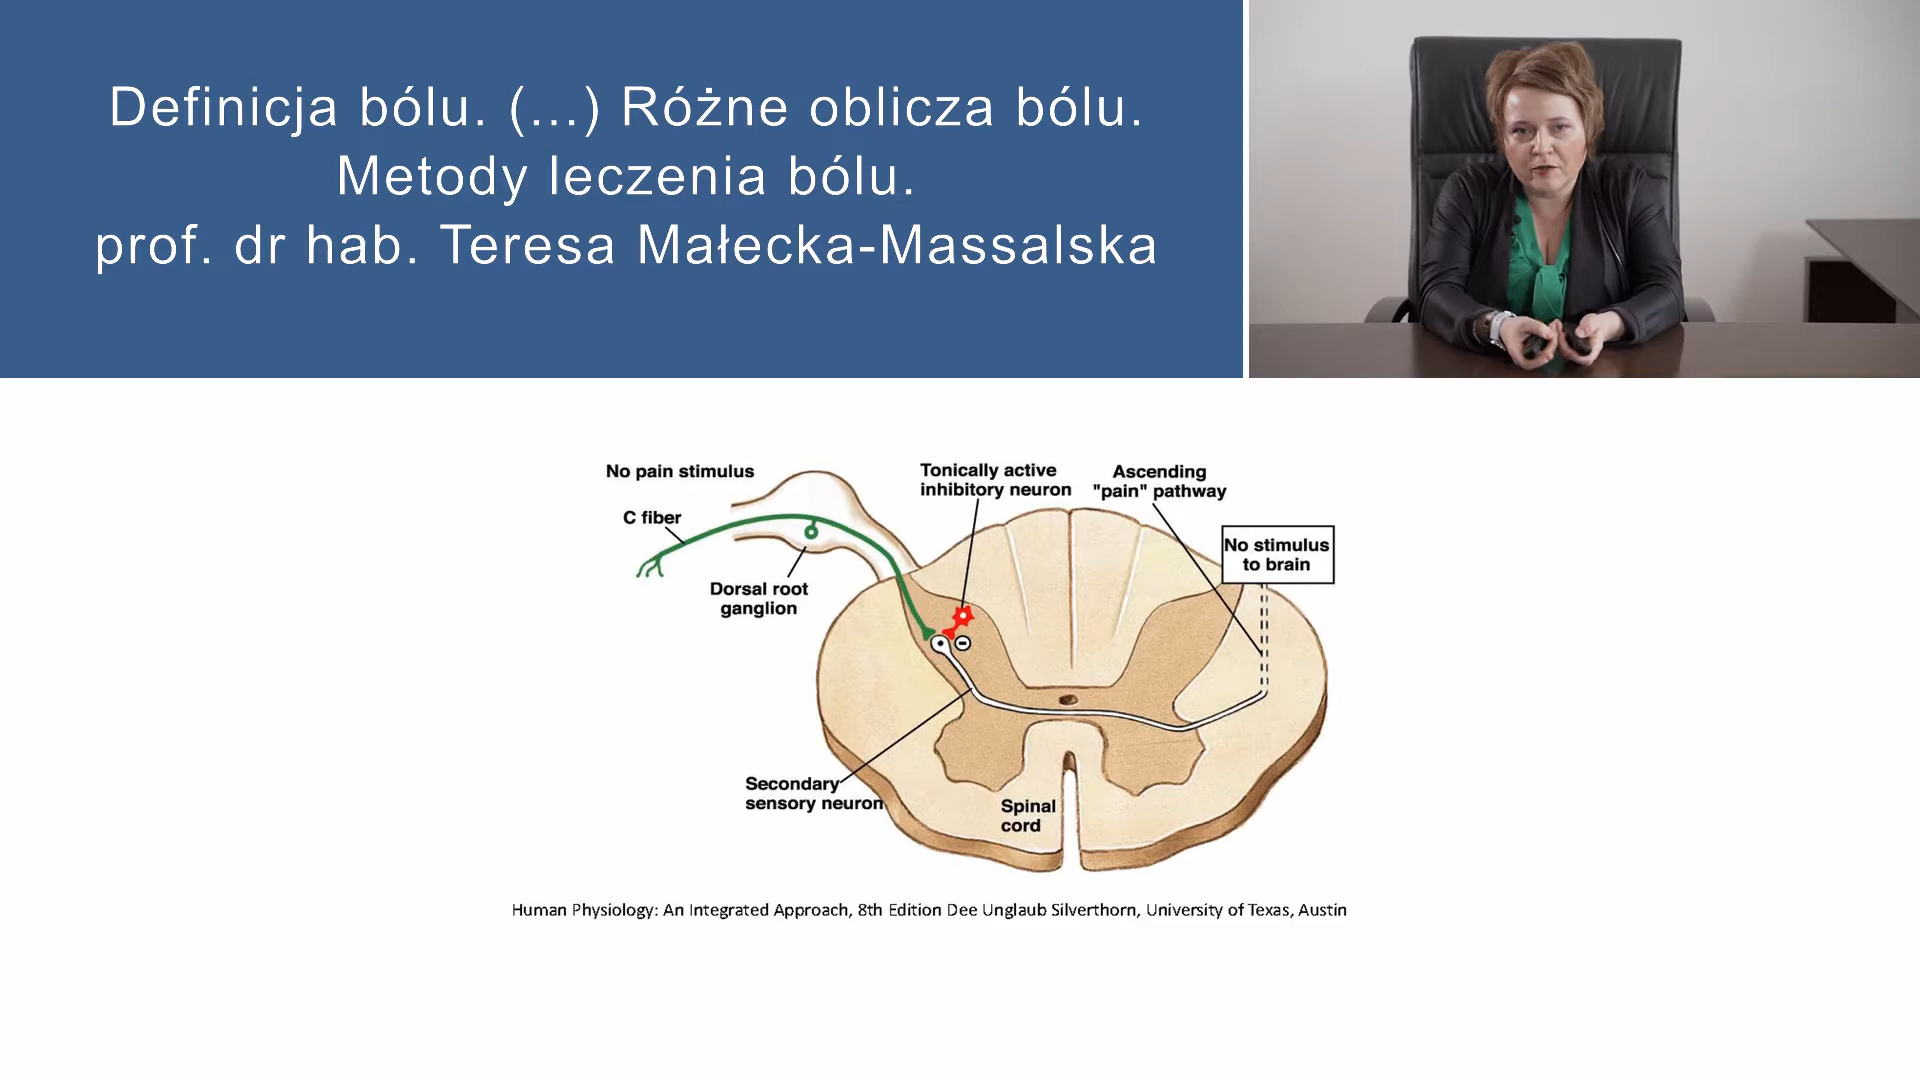 Definicja bólu. (...) Różne oblicza bólu.
Metody leczenia bólu.
prof. dr hab. Teresa Małecka-Massalska
No pain stimulus
C fiber
Dorsal root
ganglion
Tonically active
inhibitory neuron
Ascending
"pain" pathway
No stimulus
to brain
Secondary
sensory neuron
Spinal
cord
Human Physiology: An Integrated Approach, 8th Edition Dee Unglaub Silverthorn, University of Texas, Austin